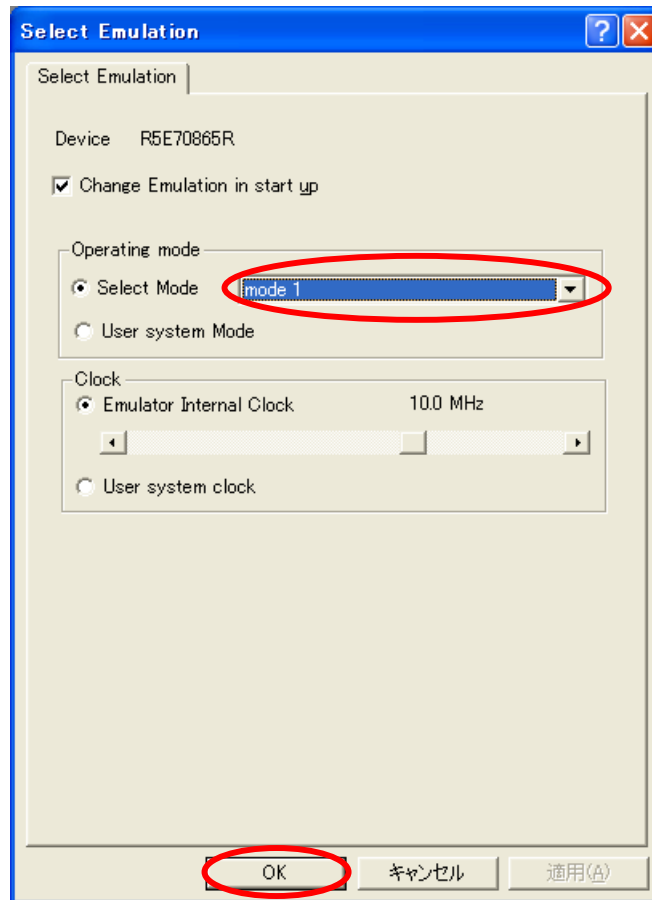 Select Emulation
Select Emulation
Device R5E70865R
Change Emulation in start up
Operating mode
Select Mode mode 1
User system Mode
Clock
Emulator Internal Clock 10.0 MHz
User system clock
OK キャンセル 適用(A)